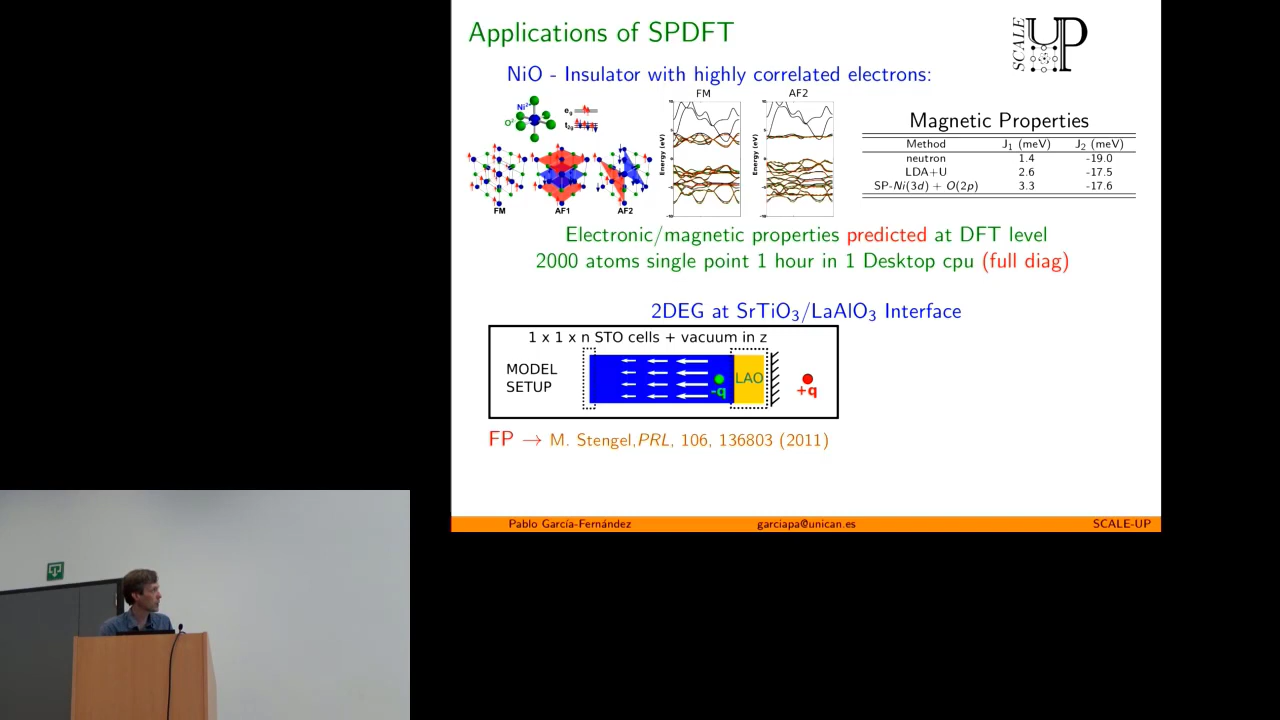 Applications of SPDFT
SCALE UP
NiO - Insulator with highly correlated electrons:
Ni²⁺
O²⁻
e_g
t_2g
FM
AF1
AF2
FM
AF2
Energy (eV)
Energy (eV)
Magnetic Properties
Method J₁ (meV) J₂ (meV)
neutron 1.4 -19.0
LDA+U 2.6 -17.5
SP-Ni(3d) + O(2p) 3.3 -17.6
Electronic/magnetic properties predicted at DFT level
2000 atoms single point 1 hour in 1 Desktop cpu (full diag)
2DEG at SrTiO₃/LaAlO₃ Interface
1 x 1 x n STO cells + vacuum in z
MODEL
SETUP
LAO
-q
+q
FP → M. Stengel,PRL, 106, 136803 (2011)
Pablo García-Fernández garciapa@unican.es SCALE-UP